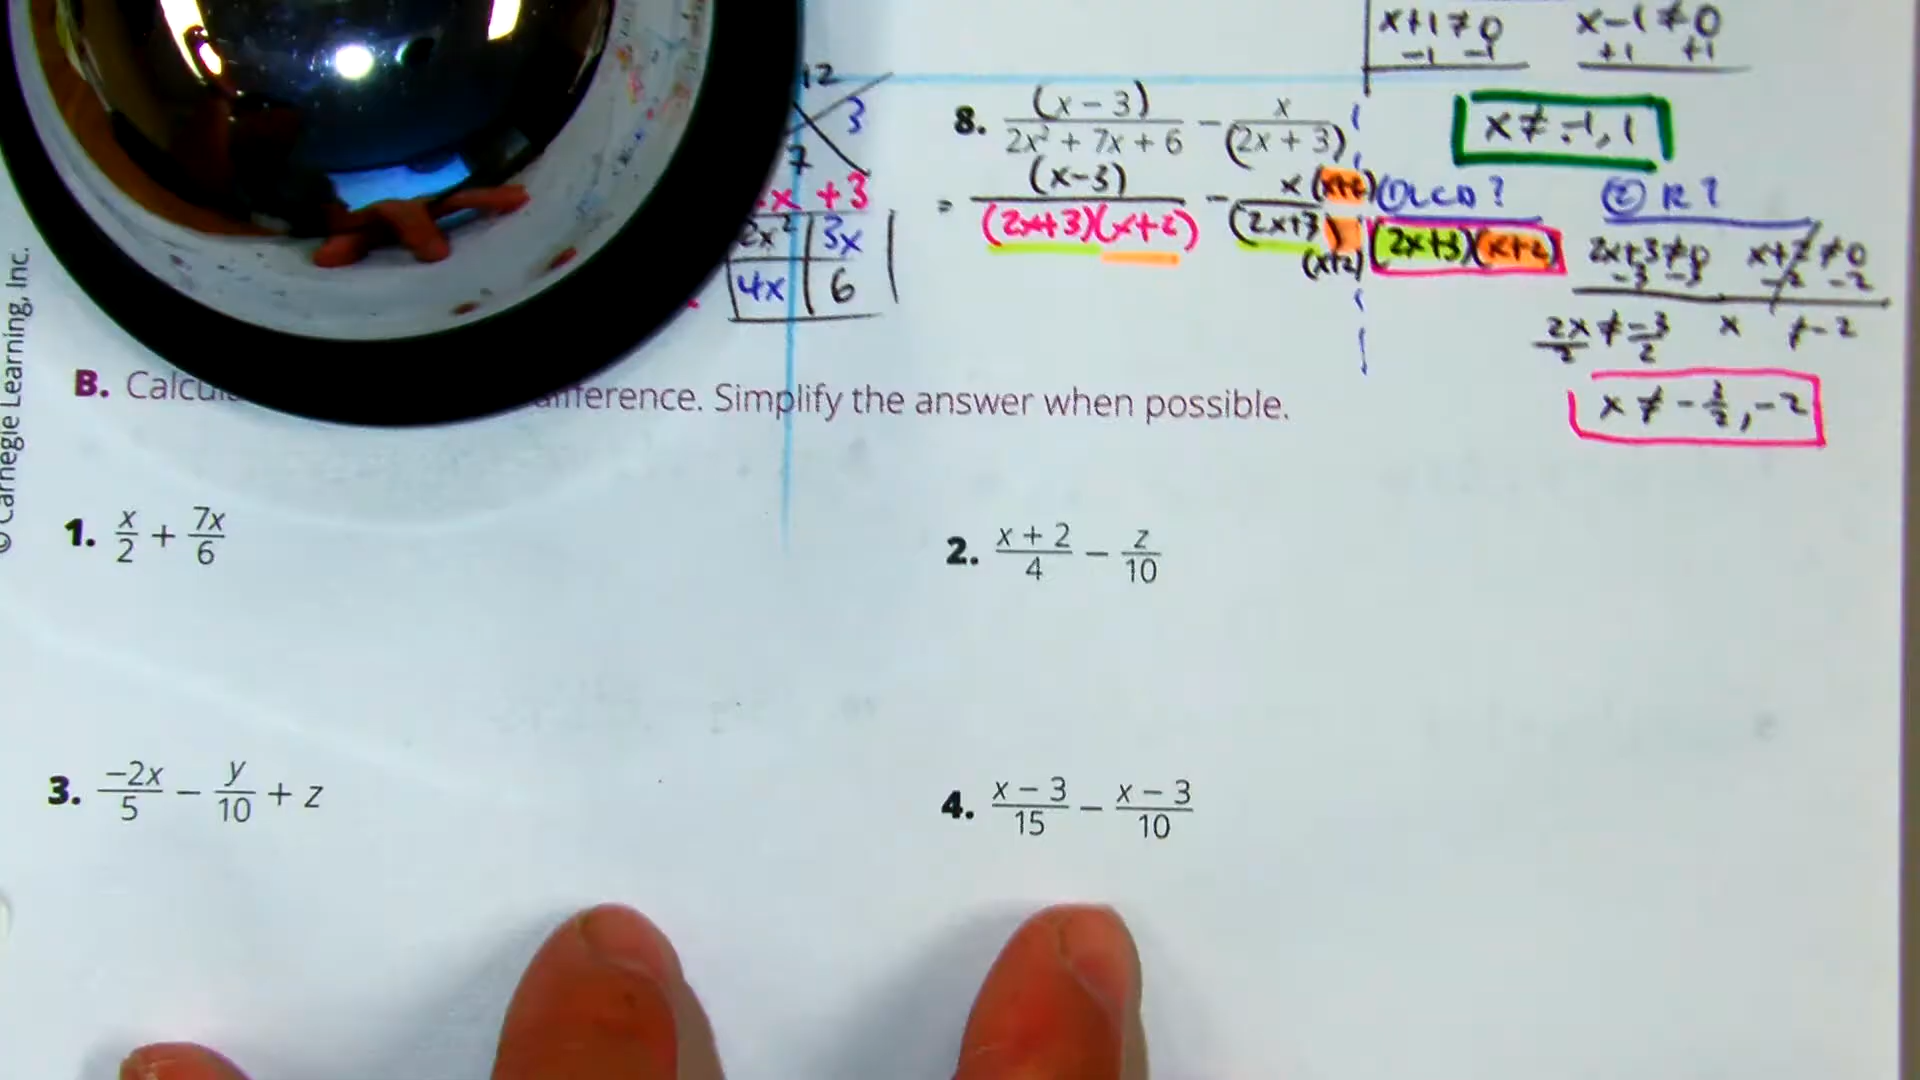 x+1≠0 x-1≠0
-1 -1 +1 +1
x ≠ -1, 1
12
3
7
x +3
2x² 3x
4x 6
8. (x − 3)/(2x² + 7x + 6) − x/(2x + 3)
= (x-3)/((2x+3)(x+2)) - x(x+2)/((2x+3)(x+2))
① LCD?
(2x+3)(x+2)
② R?
2x+3≠0 x+2≠0
-3 -3 -2 -2
2x/2 ≠ -3/2 x ≠ -2
x ≠ -3/2, -2
© Carnegie Learning, Inc.
B. Simplify the answer when possible.
1. x/2 + 7x/6
2. (x + 2)/4 − z/10
3. −2x/5 − y/10 + z
4. (x − 3)/15 − (x − 3)/10